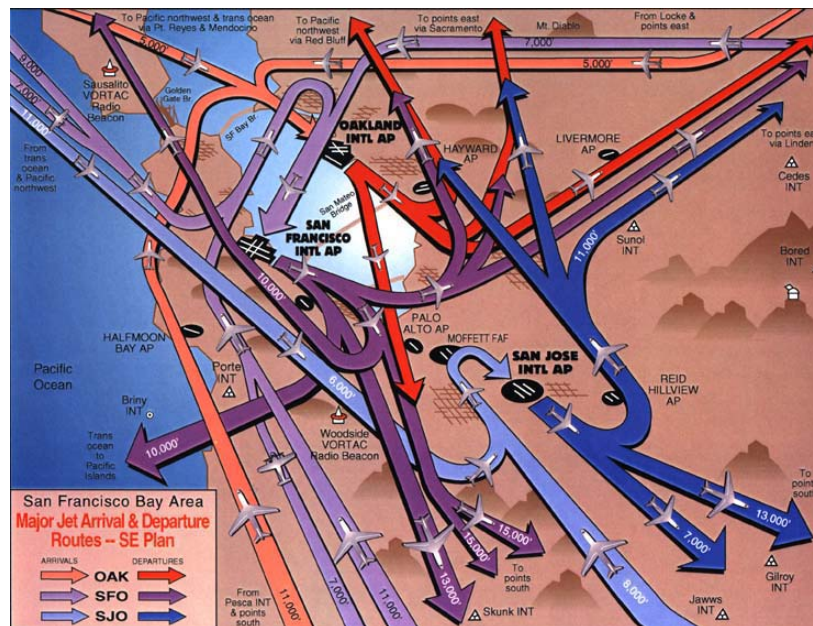 To Pacific northwest & trans ocean
via Pt. Reyes & Mendocino
To Pacific
northwest
via Red Bluff
To points east
via Sacramento
Mt. Diablo
From Locke &
points east
5,000'
7,000'
5,000'
9,000'
7,000'
11,000'
Sausalito
VORTAC
Radio
Beacon
Golden
Gate Br.
SF Bay Br.
OAKLAND
INTL AP
HAYWARD
AP
LIVERMORE
AP
To points east
via Linden
Cedes
INT
From
trans
ocean
& Pacific
northwest
San Mateo
Bridge
SAN
FRANCISCO
INTL AP
10,000'
11,000'
Sunol
INT
Bored
INT
HALFMOON
BAY AP
PALO
ALTO AP
MOFFETT FAF
SAN JOSE
INTL AP
REID
HILLVIEW
AP
Pacific
Ocean
Porte
INT
6,000'
Briny
INT
Trans
ocean
to
Pacific
Islands
10,000'
Woodside
VORTAC
Radio Beacon
San Francisco Bay Area
Major Jet Arrival & Departure
Routes -- SE Plan
ARRIVALS
DEPARTURES
OAK
SFO
SJO
From
Pesca INT
& points
south
11,000'
7,000'
11,000'
13,000'
15,000'
15,000'
To
points
south
Skunk INT
8,000'
7,000'
13,000'
To
points
south
Jawws
INT
Gilroy
INT